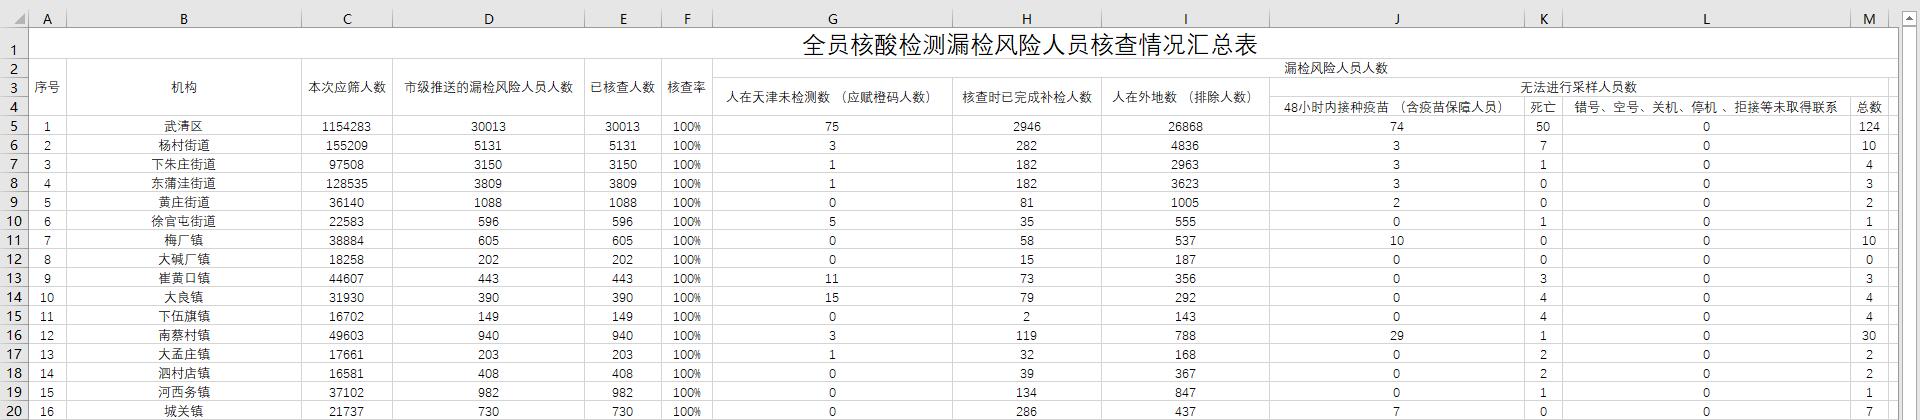 A B C D E F G H I J K L M
1 全员核酸检测漏检风险人员核查情况汇总表
2 序号 机构 本次应筛人数 市级推送的漏检风险人员人数 已核查人数 核查率 漏检风险人员人数
3 人在天津未检测数 （应赋橙码人数） 核查时已完成补检人数 人在外地数 （排除人数） 无法进行采样人员数
4 48小时内接种疫苗 （含疫苗保障人员） 死亡 错号、空号、关机、停机 、拒接等未取得联系 总数
5 1 武清区 1154283 30013 30013 100% 75 2946 26868 74 50 0 124
6 2 杨村街道 155209 5131 5131 100% 3 282 4836 3 7 0 10
7 3 下朱庄街道 97508 3150 3150 100% 1 182 2963 3 1 0 4
8 4 东蒲洼街道 128535 3809 3809 100% 1 182 3623 3 0 0 3
9 5 黄庄街道 36140 1088 1088 100% 0 81 1005 2 0 0 2
10 6 徐官屯街道 22583 596 596 100% 5 35 555 0 1 0 1
11 7 梅厂镇 38884 605 605 100% 0 58 537 10 0 0 10
12 8 大碱厂镇 18258 202 202 100% 0 15 187 0 0 0 0
13 9 崔黄口镇 44607 443 443 100% 11 73 356 0 3 0 3
14 10 大良镇 31930 390 390 100% 15 79 292 0 4 0 4
15 11 下伍旗镇 16702 149 149 100% 0 2 143 0 4 0 4
16 12 南蔡村镇 49603 940 940 100% 3 119 788 29 1 0 30
17 13 大孟庄镇 17661 203 203 100% 1 32 168 0 2 0 2
18 14 泗村店镇 16581 408 408 100% 0 39 367 0 2 0 2
19 15 河西务镇 37102 982 982 100% 0 134 847 0 1 0 1
20 16 城关镇 21737 730 730 100% 0 286 437 7 0 0 7